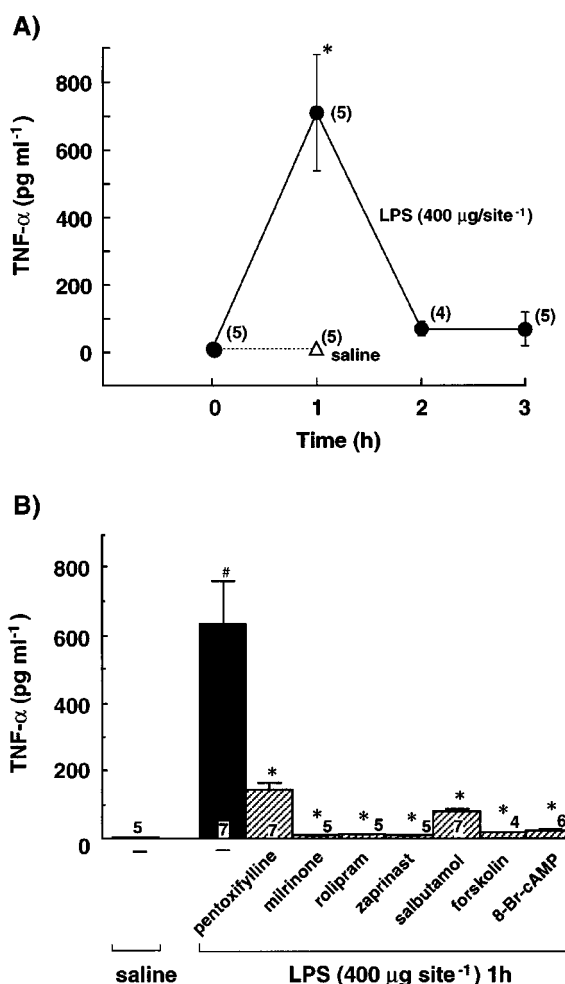 A)
TNF-α (pg ml⁻¹)
800
600
400
200
0
*
(5)
LPS (400 µg/site⁻¹)
(5)
(5)
saline
(4)
(5)
0 1 2 3
Time (h)
B)
TNF-α (pg ml⁻¹)
800
600
400
200
0
#
* * * * * * *
5 7 7 5 5 5 7 4 6
– – pentoxifylline milrinone rolipram zaprinast salbutamol forskolin 8-Br-cAMP
saline LPS (400 µg site⁻¹) 1h